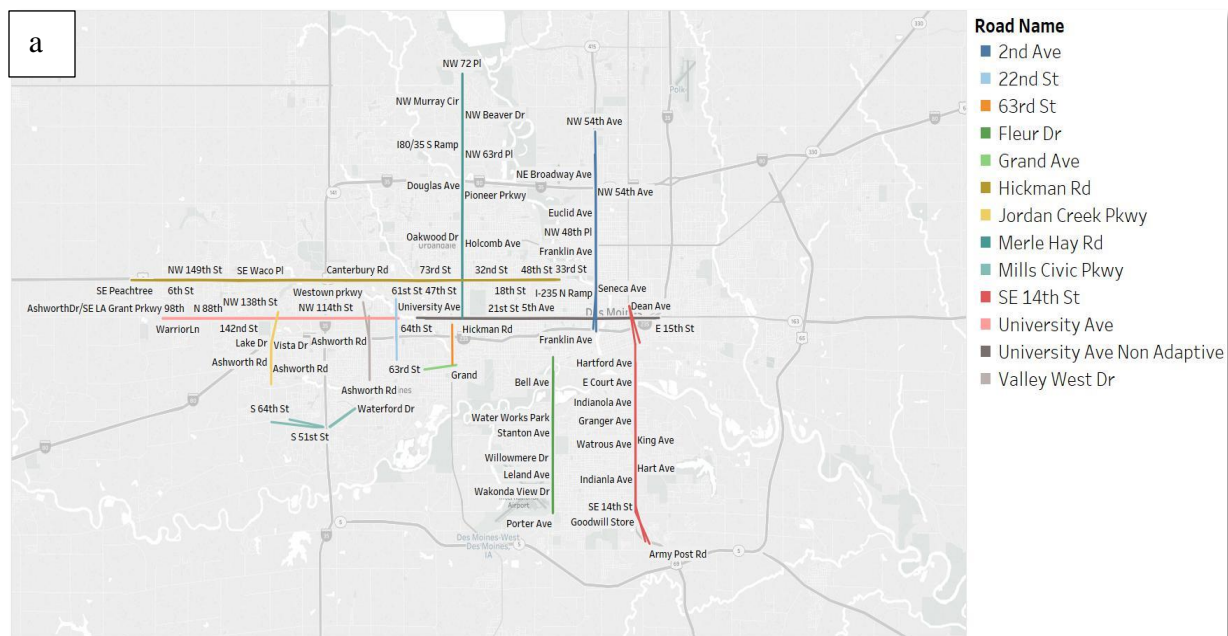 a
NW 72 Pl
NW Murray Cir
NW Beaver Dr
NW 54th Ave
I80/35 S Ramp
NW 63rd Pl
NE Broadway Ave
Douglas Ave
Pioneer Prkwy
NW 54th Ave
Euclid Ave
Oakwood Dr
NW 48th Pl
Urbandale
Holcomb Ave
Franklin Ave
NW 149th St
SE Waco Pl
Canterbury Rd
73rd St
32nd St
48th St
33rd St
SE Peachtree
6th St
Westown prkwy
61st St
47th St
18th St
I-235 N Ramp
Seneca Ave
AshworthDr/SE LA Grant Prkwy
98th
N 88th
NW 138th St
NW 114th St
University Ave
21st St
5th Ave
Des Moines
Dean Ave
WarriorLn
142nd St
64th St
Hickman Rd
E 15th St
Lake Dr
Vista Dr
Ashworth Rd
Franklin Ave
Ashworth Rd
Ashworth Rd
63rd St
Grand
Hartford Ave
Bell Ave
E Court Ave
Ashworth Rd
Indianola Ave
S 64th St
Waterford Dr
Water Works Park
Granger Ave
S 51st St
Stanton Ave
Watrous Ave
King Ave
Willowmere Dr
Hart Ave
Leland Ave
Indianla Ave
Wakonda View Dr
Airport
SE 14th St
Porter Ave
Goodwill Store
Des Moines-West
Des Moines,
IA
Army Post Rd
Road Name
2nd Ave
22nd St
63rd St
Fleur Dr
Grand Ave
Hickman Rd
Jordan Creek Pkwy
Merle Hay Rd
Mills Civic Pkwy
SE 14th St
University Ave
University Ave Non Adaptive
Valley West Dr